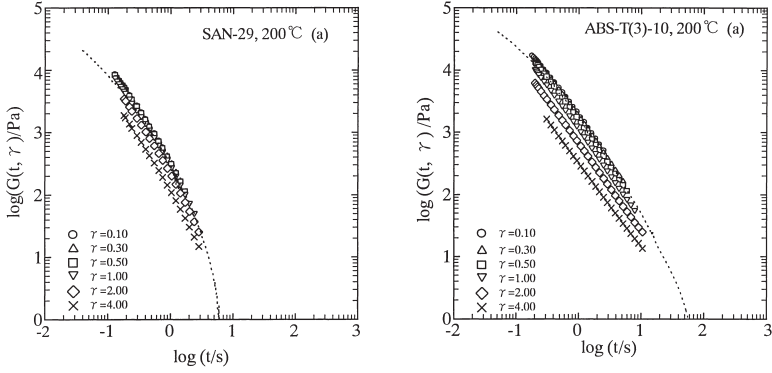 SAN-29, 200℃ (a)
log(G(t, γ)/Pa)
5
4
3
2
1
0
γ=0.10
γ=0.30
γ=0.50
γ=1.00
γ=2.00
γ=4.00
-2 -1 0 1 2 3
log (t/s)
ABS-T(3)-10, 200℃ (a)
log(G(t, γ) /Pa)
5
4
3
2
1
0
γ=0.10
γ=0.30
γ=0.50
γ=1.00
γ=2.00
γ=4.00
-2 -1 0 1 2 3
log (t/s)